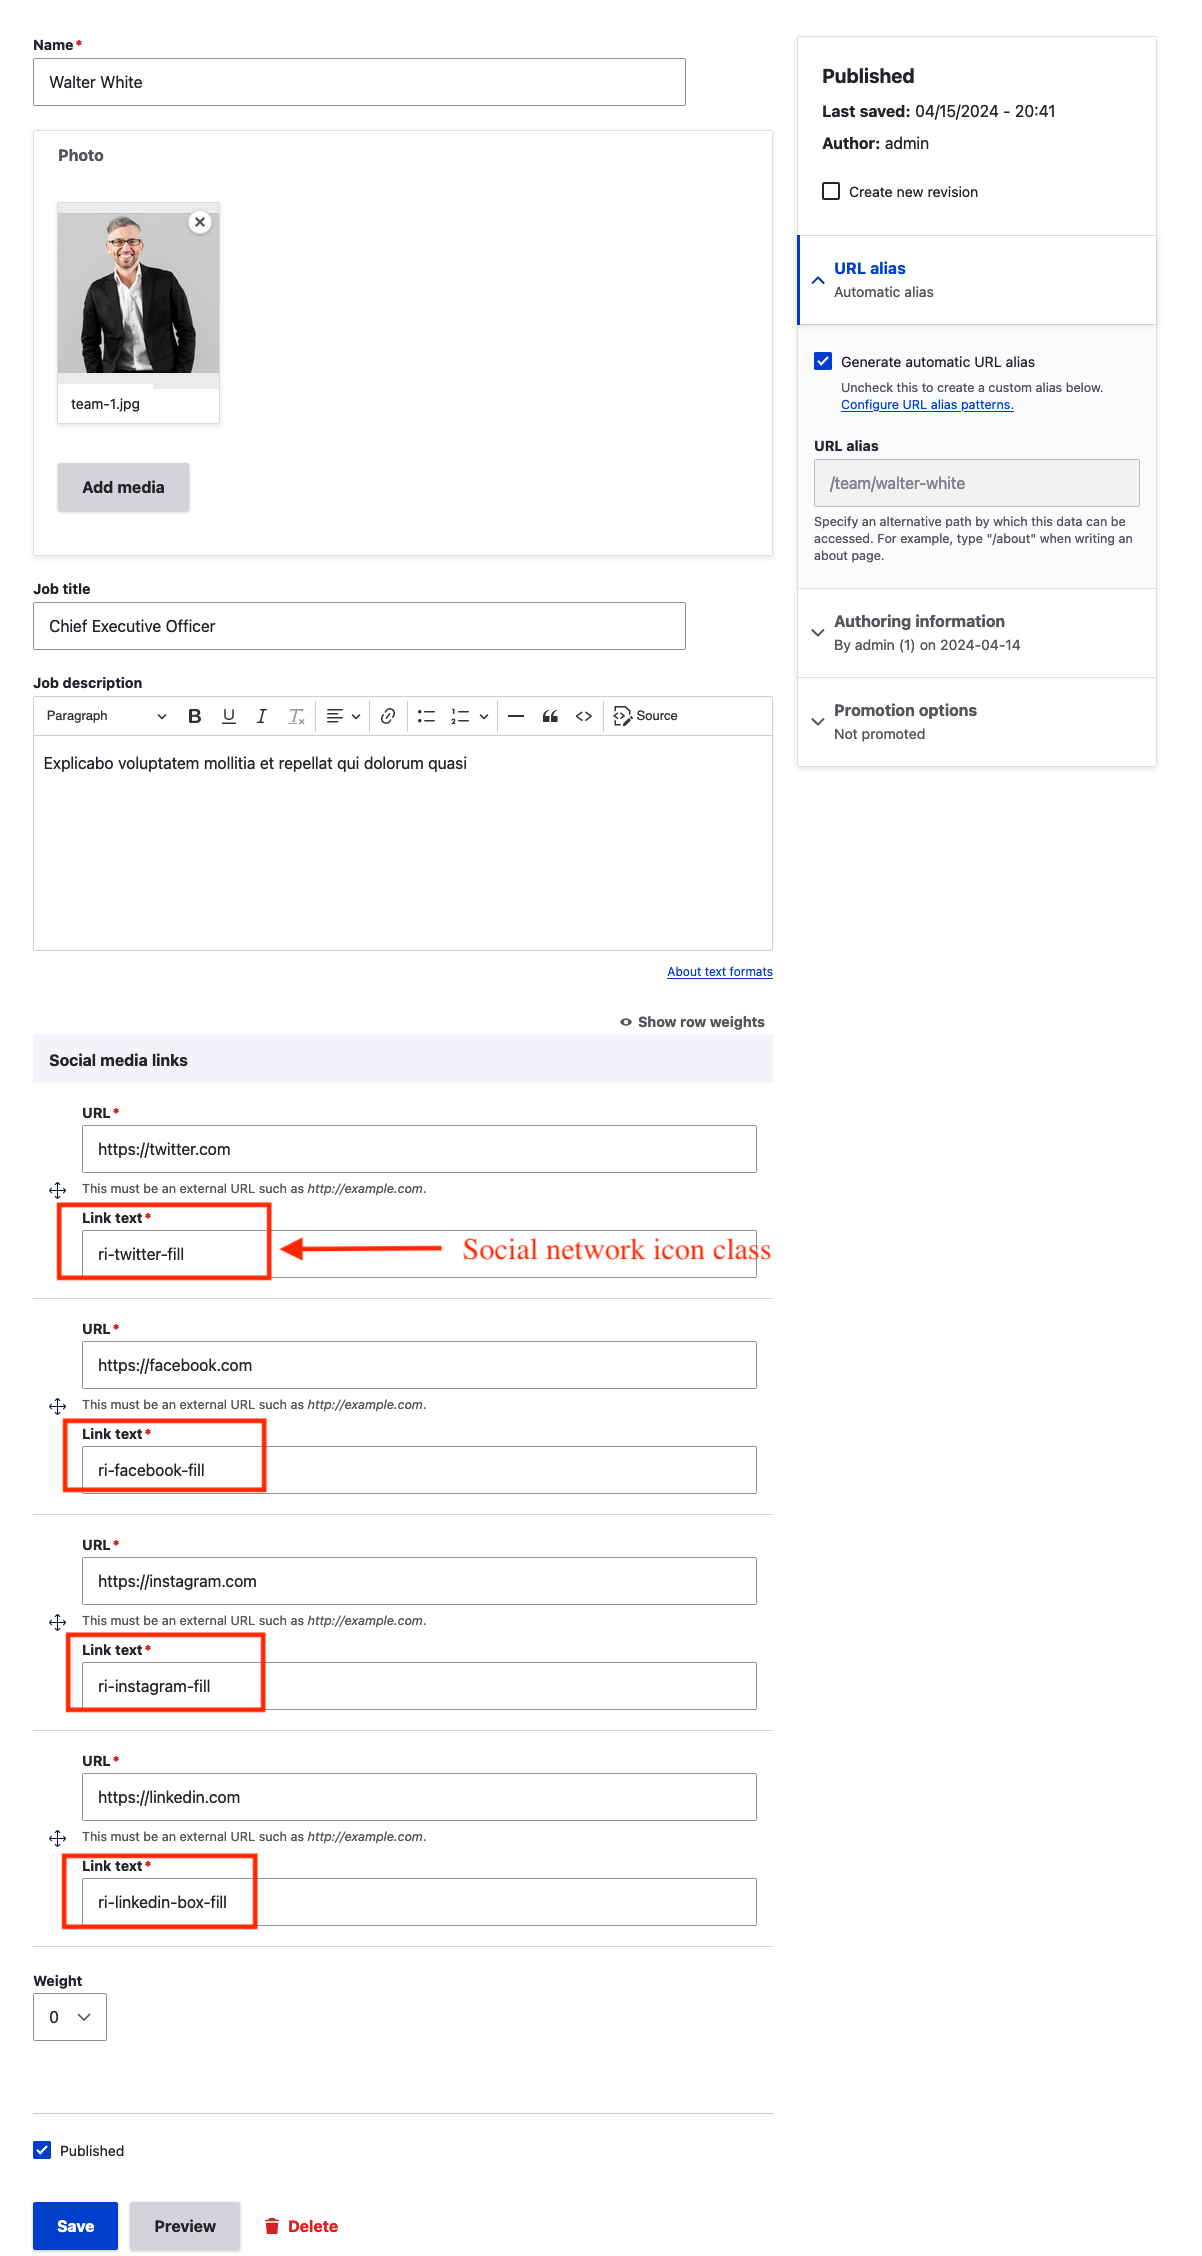 Name*
Walter White
Photo
team-1.jpg
Add media
Job title
Chief Executive Officer
Job description
Paragraph B U I Tx Source
Explicabo voluptatem mollitia et repellat qui dolorum quasi
About text formats
Show row weights
Social media links
URL*
https://twitter.com
This must be an external URL such as http://example.com.
Link text*
ri-twitter-fill
Social network icon class
URL*
https://facebook.com
This must be an external URL such as http://example.com.
Link text*
ri-facebook-fill
URL*
https://instagram.com
This must be an external URL such as http://example.com.
Link text*
ri-instagram-fill
URL*
https://linkedin.com
This must be an external URL such as http://example.com.
Link text*
ri-linkedin-box-fill
Weight
0
Published
Save Preview Delete
Published
Last saved: 04/15/2024 - 20:41
Author: admin
Create new revision
URL alias
Automatic alias
Generate automatic URL alias
Uncheck this to create a custom alias below.
Configure URL alias patterns.
URL alias
/team/walter-white
Specify an alternative path by which this data can be
accessed. For example, type "/about" when writing an
about page.
Authoring information
By admin (1) on 2024-04-14
Promotion options
Not promoted